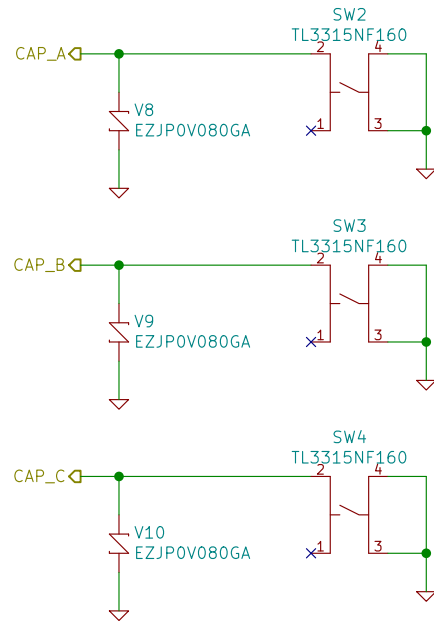 SW2
TL3315NF160
CAP_A
2
4
V8
EZJP0V080GA
1
3
SW3
TL3315NF160
CAP_B
2
4
V9
EZJP0V080GA
1
3
SW4
TL3315NF160
CAP_C
2
4
V10
EZJP0V080GA
1
3